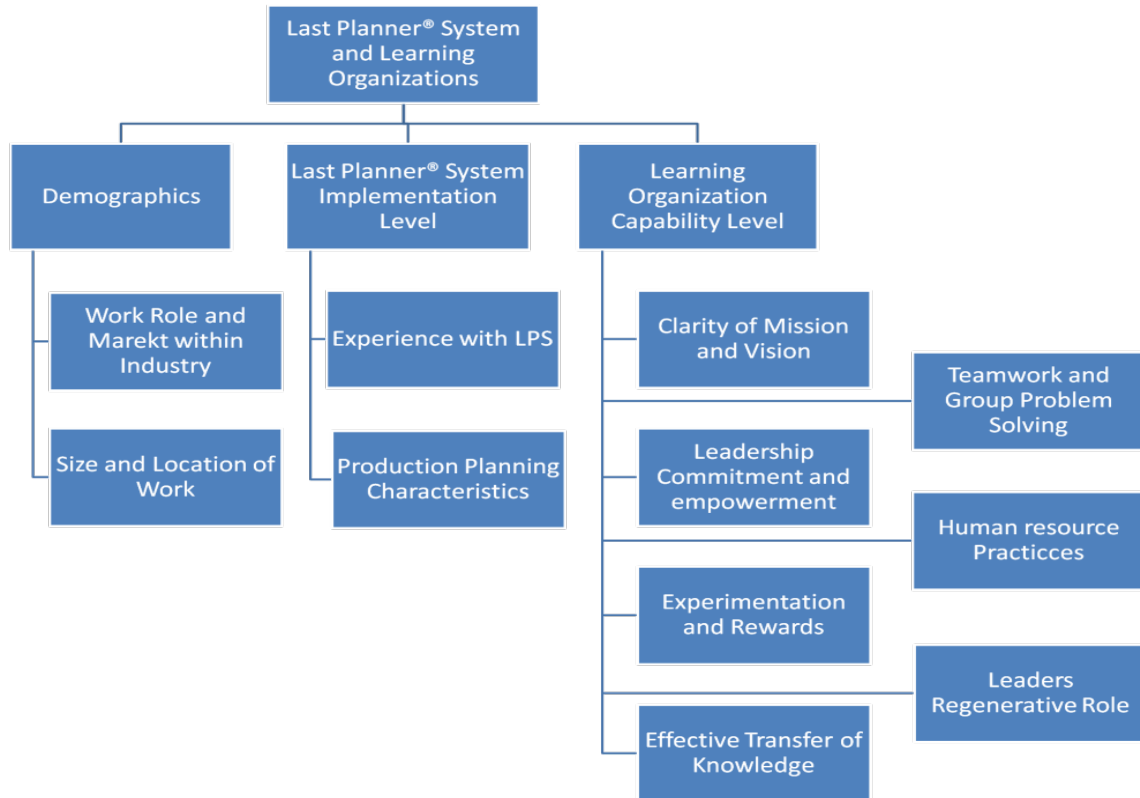 Last Planner® System
and Learning
Organizations
Demographics
Last Planner® System
Implementation
Level
Learning
Organization
Capability Level
Work Role and
Marekt within
Industry
Size and Location of
Work
Experience with LPS
Production Planning
Characteristics
Clarity of Mission
and Vision
Teamwork and
Group Problem
Solving
Leadership
Commitment and
empowerment
Human resource
Practicces
Experimentation
and Rewards
Leaders
Regenerative Role
Effective Transfer of
Knowledge